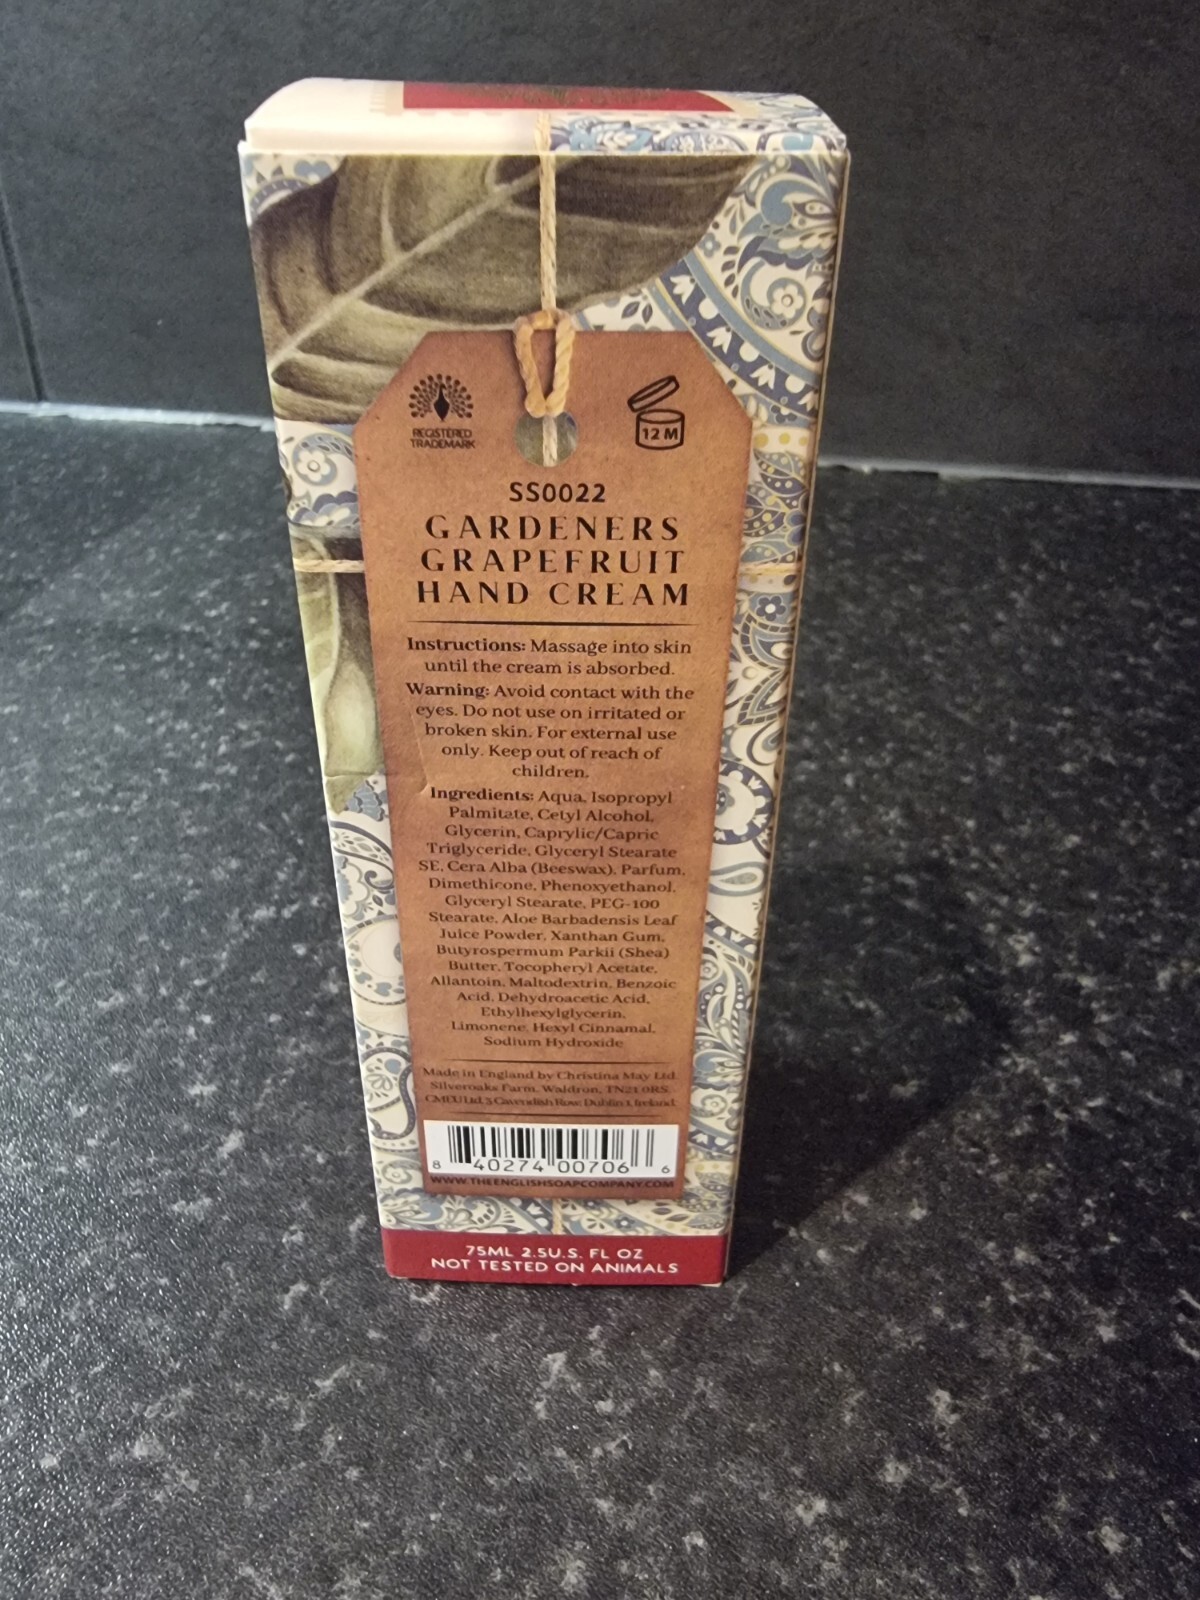 REGISTERED
TRADEMARK
12 M
SS0022
GARDENERS
GRAPEFRUIT
HAND CREAM
Instructions: Massage into skin
until the cream is absorbed.
Warning: Avoid contact with the
eyes. Do not use on irritated or
broken skin. For external use
only. Keep out of reach of
children.
Ingredients: Aqua, Isopropyl
Palmitate, Cetyl Alcohol,
Glycerin, Caprylic/Capric
Triglyceride, Glyceryl Stearate
SE, Cera Alba (Beeswax), Parfum,
Dimethicone, Phenoxyethanol,
Glyceryl Stearate, PEG-100
Stearate, Aloe Barbadensis Leaf
Juice Powder, Xanthan Gum,
Butyrospermum Parkii (Shea)
Butter, Tocopheryl Acetate,
Allantoin, Maltodextrin, Benzoic
Acid, Dehydroacetic Acid,
Ethylhexylglycerin,
Limonene, Hexyl Cinnamal,
Sodium Hydroxide
Made in England by Christina May Ltd
Silveroaks Farm, Waldron, TN21 0RS.
CMEU Ltd, 3 Cavendish Row, Dublin 1, Ireland.
8 40274 00706 6
WWW.THEENGLISHSOAPCOMPANY.COM
75ML 2.5U.S. FL OZ
NOT TESTED ON ANIMALS